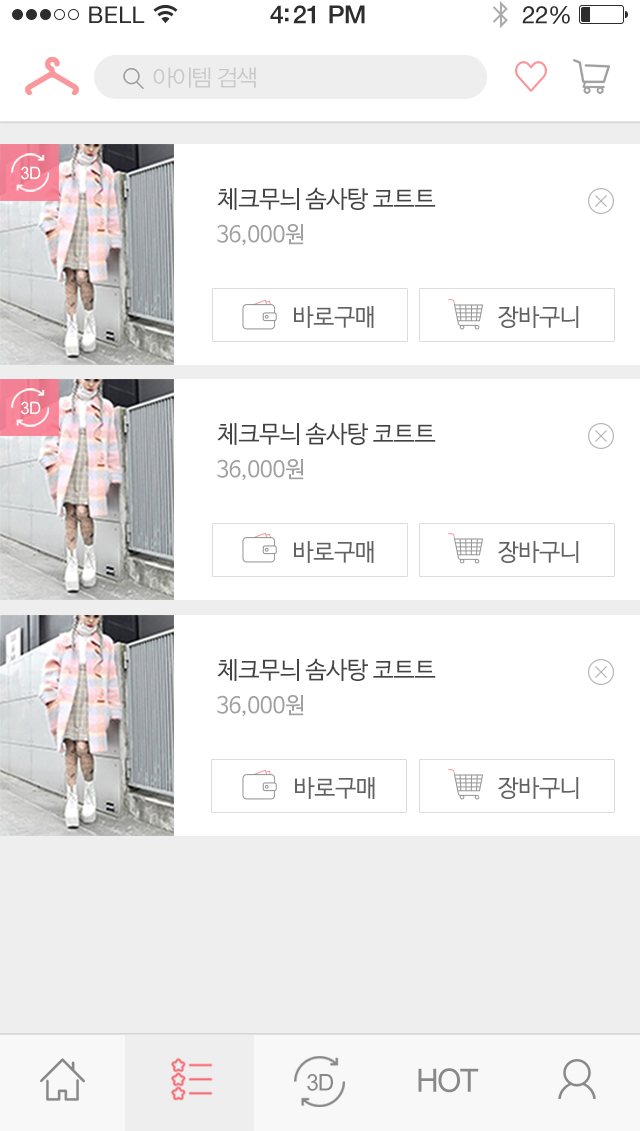 BELL 4:21 PM 22%
아이템 검색
3D
체크무늬 솜사탕 코트트
36,000원
바로구매 장바구니
3D
체크무늬 솜사탕 코트트
36,000원
바로구매 장바구니
체크무늬 솜사탕 코트트
36,000원
바로구매 장바구니
3D HOT